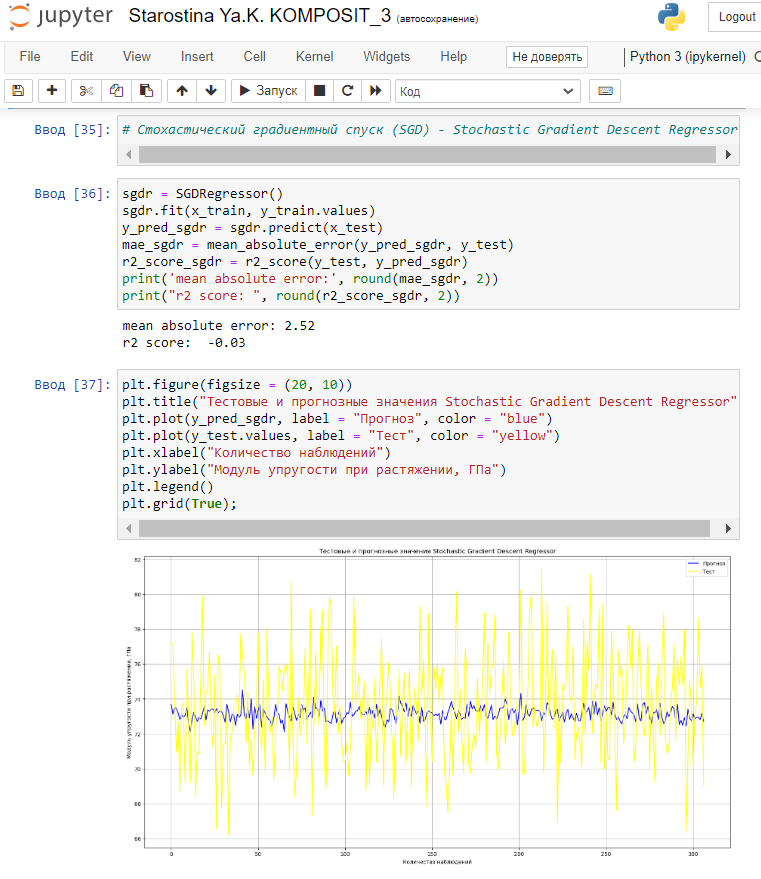 jupyter Starostina Ya.K. KOMPOSIT_3 (автосохранение)
Logout
File Edit View Insert Cell Kernel Widgets Help Не доверять Python 3 (ipykernel)
Запуск Код
Ввод [35]: # Стохастический градиентный спуск (SGD) - Stochastic Gradient Descent Regressor
Ввод [36]: sgdr = SGDRegressor()
sgdr.fit(x_train, y_train.values)
y_pred_sgdr = sgdr.predict(x_test)
mae_sgdr = mean_absolute_error(y_pred_sgdr, y_test)
r2_score_sgdr = r2_score(y_test, y_pred_sgdr)
print('mean absolute error:', round(mae_sgdr, 2))
print("r2 score: ", round(r2_score_sgdr, 2))
mean absolute error: 2.52
r2 score:  -0.03
Ввод [37]: plt.figure(figsize = (20, 10))
plt.title("Тестовые и прогнозные значения Stochastic Gradient Descent Regressor"
plt.plot(y_pred_sgdr, label = "Прогноз", color = "blue")
plt.plot(y_test.values, label = "Тест", color = "yellow")
plt.xlabel("Количество наблюдений")
plt.ylabel("Модуль упругости при растяжении, ГПа")
plt.legend()
plt.grid(True);
Тестовые и прогнозные значения Stochastic Gradient Descent Regressor
Прогноз
Тест
82
80
78
76
74
72
70
68
66
Модуль упругости при растяжении, ГПа
0 50 100 150 200 250 300
Количество наблюдений